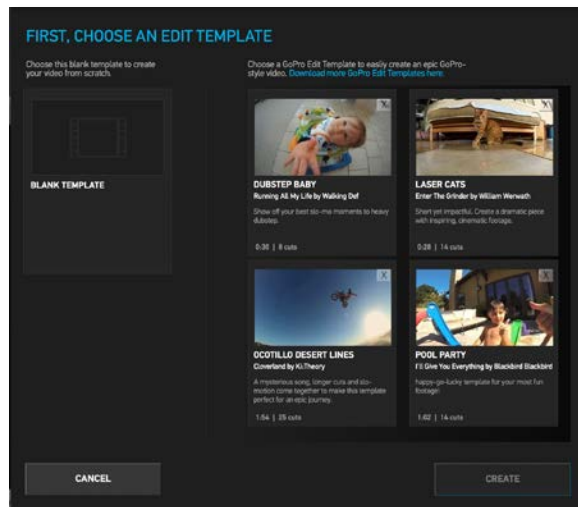 FIRST, CHOOSE AN EDIT TEMPLATE
Choose this blank template to create
your video from scratch.
Choose a GoPro Edit Template to easily create an epic GoPro-
style video. Download more GoPro Edit Templates here.
BLANK TEMPLATE
X
DUBSTEP BABY
Running All My Life by Walking Def
Show off your best slo-mo moments to heavy
dubstep.
0:30 | 8 cuts
X
LASER CATS
Enter The Grinder by William Werwath
Short yet impactful. Create a dramatic piece
with inspiring, cinematic footage.
0:28 | 14 cuts
X
OCOTILLO DESERT LINES
Cloverland by Ki:Theory
A mysterious song, longer cuts and slo-
motion come together to make this template
perfect for an epic journey.
1:54 | 25 cuts
X
POOL PARTY
I'll Give You Everything by Blackbird Blackbird
happy-go-lucky template for your most fun
footage!
1:02 | 14 cuts
CANCEL
CREATE